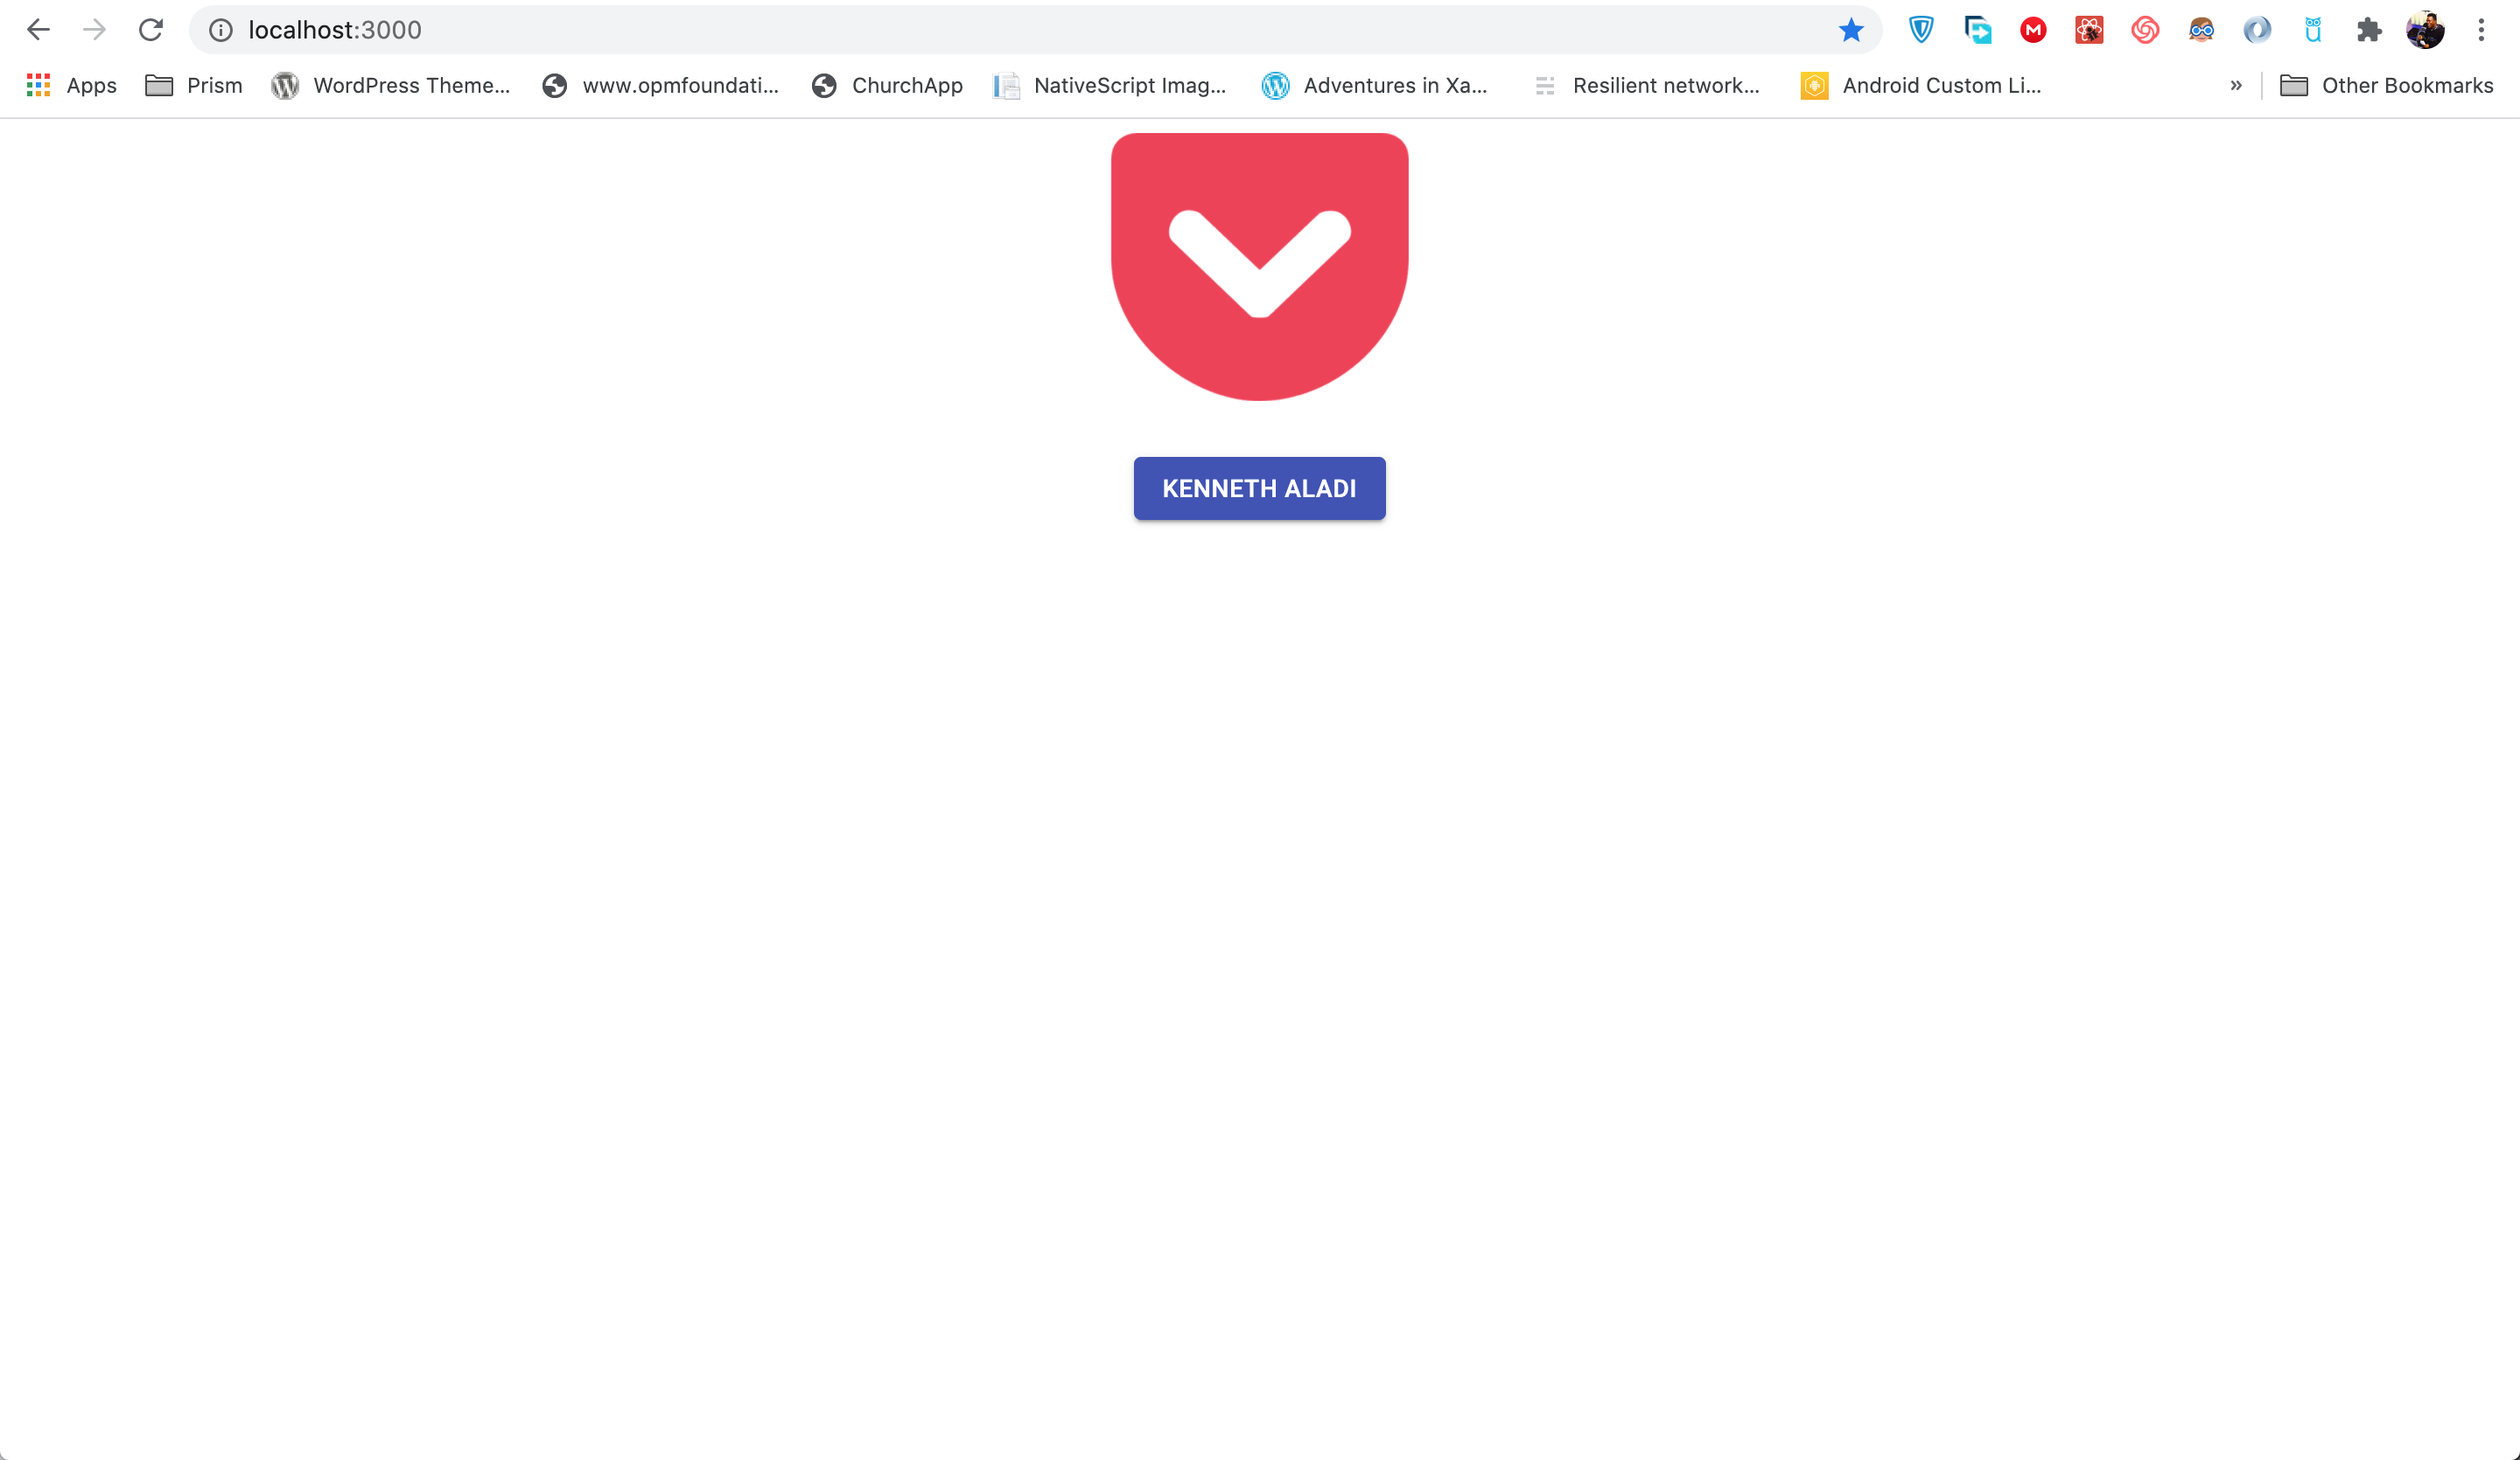 localhost:3000
Apps Prism WordPress Theme... www.opmfoundati... ChurchApp NativeScript Imag... Adventures in Xa... Resilient network... Android Custom Li... » Other Bookmarks
KENNETH ALADI